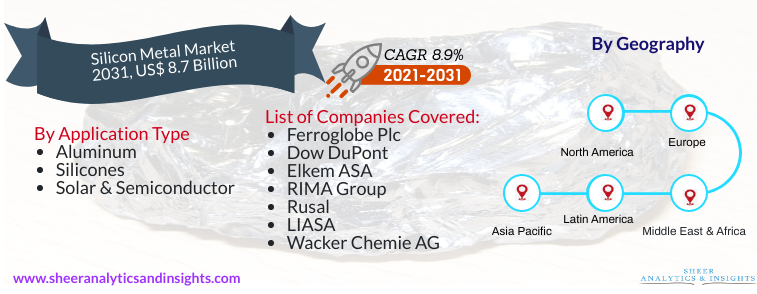 Silicon Metal Market
2031, US$ 8.7 Billion
CAGR 8.9%
2021-2031
By Geography
By Application Type
• Aluminum
• Silicones
• Solar & Semiconductor
List of Companies Covered:
• Ferroglobe Plc
• Dow DuPont
• Elkem ASA
• RIMA Group
• Rusal
• LIASA
• Wacker Chemie AG
North America
Europe
Asia Pacific
Latin America
Middle East & Africa
www.sheeranalyticsandinsights.com
SHEER
ANALYTICS & INSIGHTS